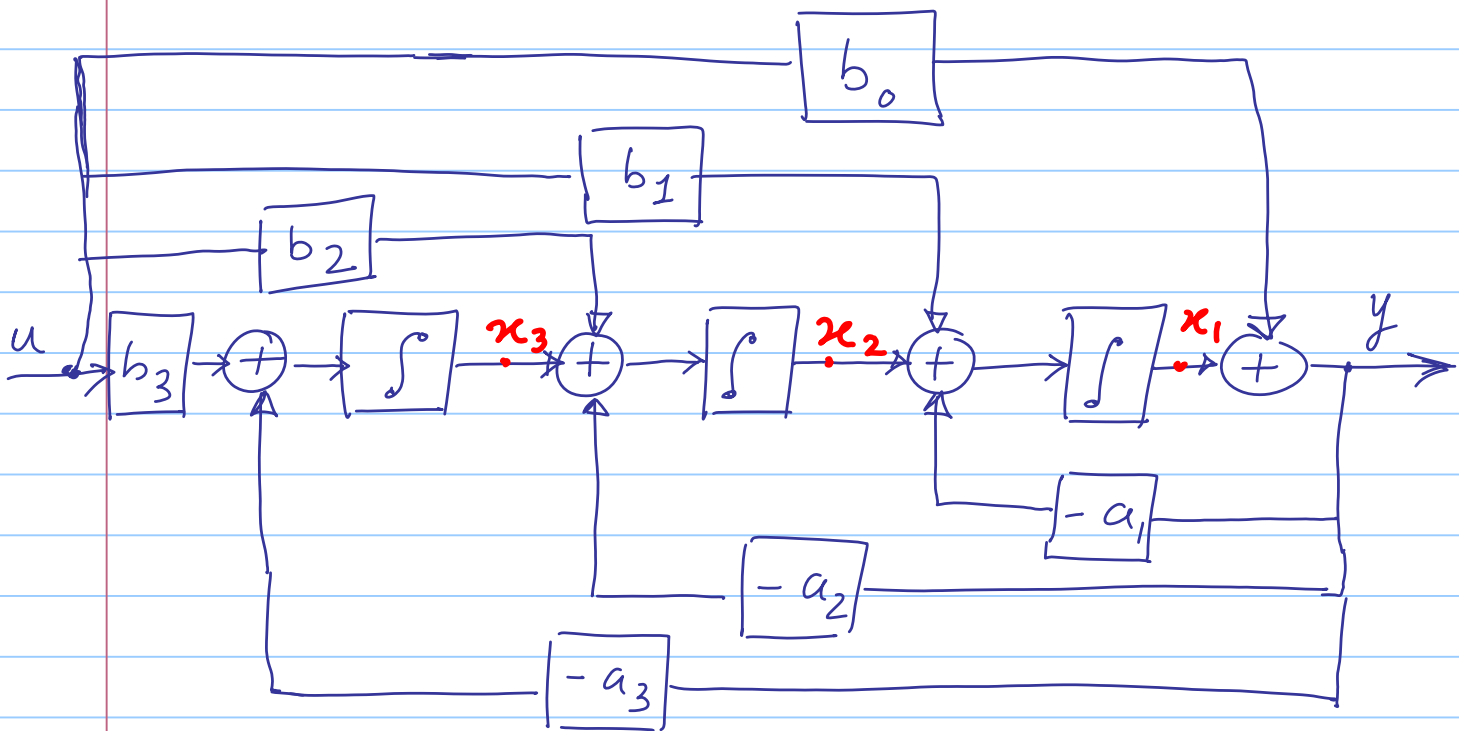 b₀
b₁
b₂
u
b₃
+
∫
x₃
+
∫
x₂
+
∫
x₁
+
y
-a₁
-a₂
-a₃